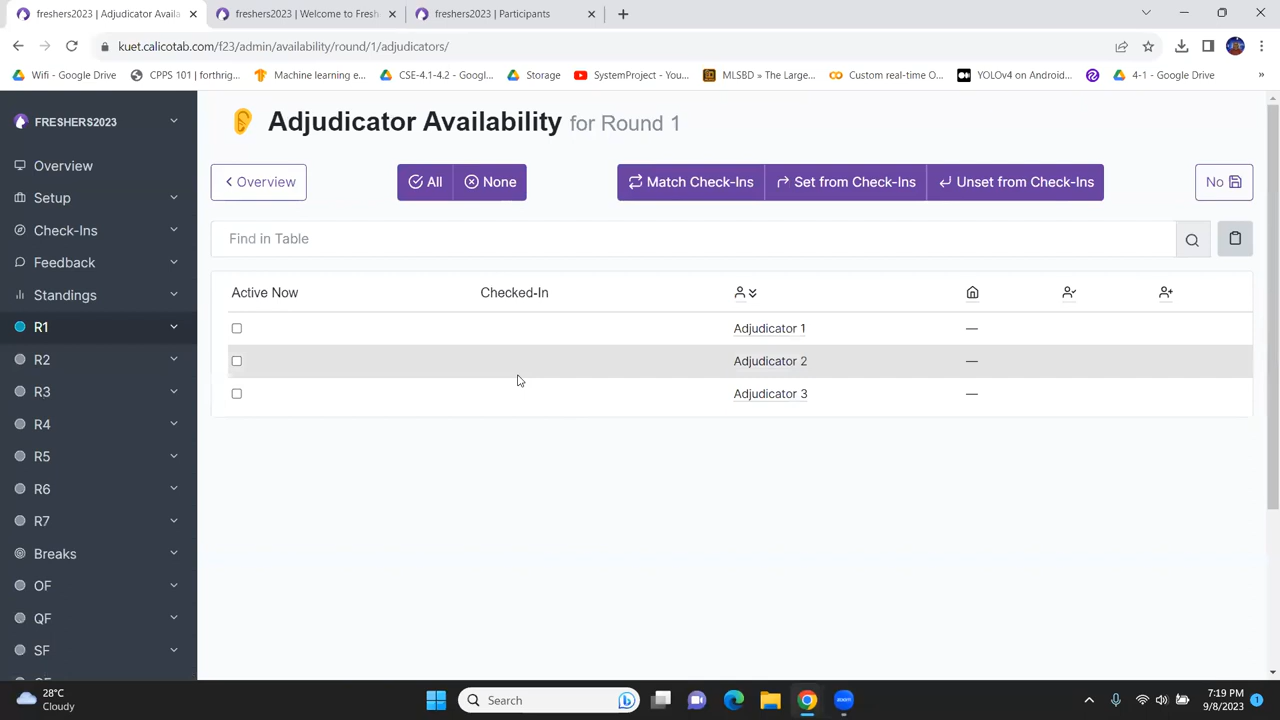 freshers2023 | Adjudicator Availa
freshers2023 | Welcome to Fresh
freshers2023 | Participants
kuet.calicotab.com/f23/admin/availability/round/1/adjudicators/
Wifi - Google Drive
CPPS 101 | forthrig...
Machine learning e...
CSE-4.1-4.2 - Googl...
Storage
SystemProject - You...
MLSBD » The Large...
Custom real-time O...
YOLOv4 on Android...
4-1 - Google Drive
»
FRESHERS2023
Overview
Setup
Check-Ins
Feedback
Standings
R1
R2
R3
R4
R5
R6
R7
Breaks
OF
QF
SF
Adjudicator Availability for Round 1
Overview
All
None
Match Check-Ins
Set from Check-Ins
Unset from Check-Ins
No
Find in Table
Active Now Checked-In
Adjudicator 1 —
Adjudicator 2 —
Adjudicator 3 —
28°C
Cloudy
Search
zoom
7:19 PM
9/8/2023
1